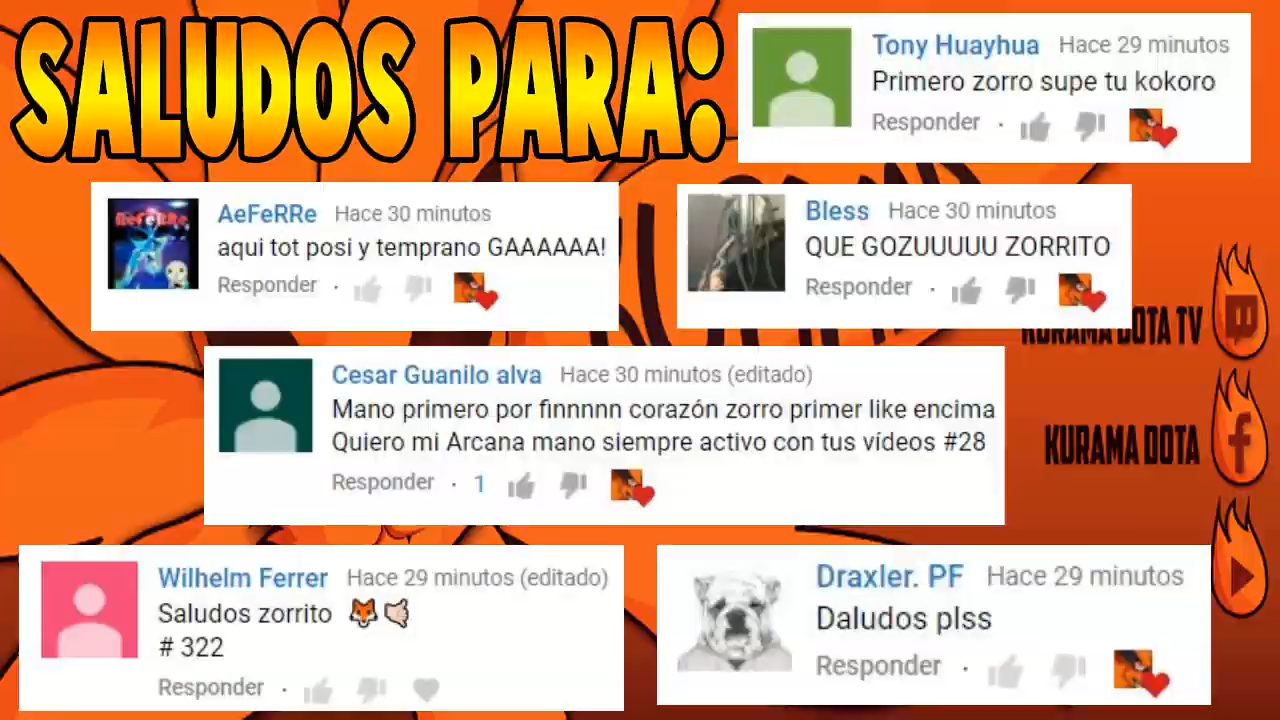 SALUDOS PARA:
Tony Huayhua Hace 29 minutos
Primero zorro supe tu kokoro
Responder
AeFeRRe
AeFeRRe Hace 30 minutos
aqui tot posi y temprano GAAAAAA!
Responder
Bless Hace 30 minutos
QUE GOZUUUUU ZORRITO
Responder
KURAMA DOTA TV
Cesar Guanilo alva Hace 30 minutos (editado)
Mano primero por finnnnn corazón zorro primer like encima
Quiero mi Arcana mano siempre activo con tus vídeos #28
Responder · 1
KURAMA DOTA
Wilhelm Ferrer Hace 29 minutos (editado)
Saludos zorrito 🦊🤙
# 322
Responder
Draxler. PF Hace 29 minutos
Daludos plss
Responder